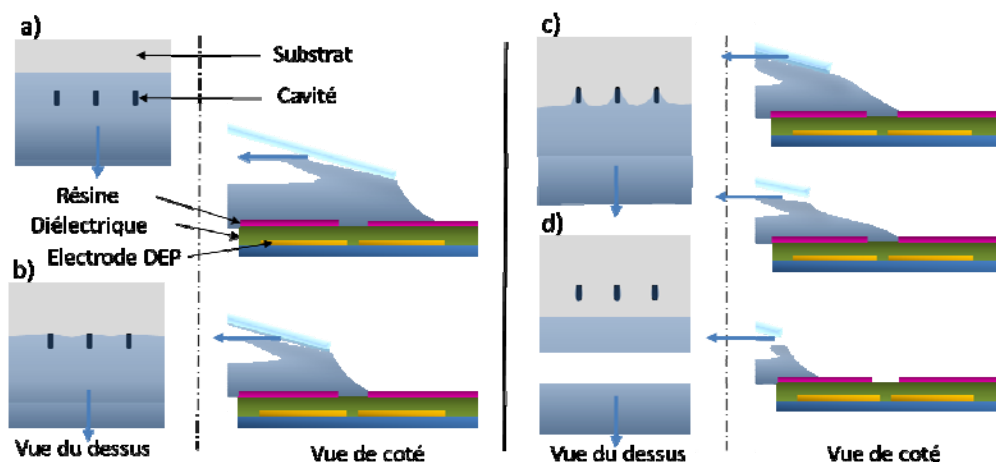 a)
Substrat
Cavité
Résine
Diélectrique
Electrode DEP
b)
Vue du dessus
Vue de coté
c)
d)
Vue du dessus
Vue de coté